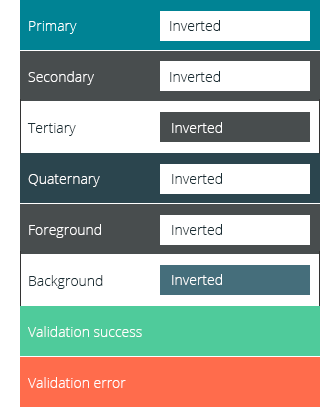 Primary Inverted
Secondary Inverted
Tertiary Inverted
Quaternary Inverted
Foreground Inverted
Background Inverted
Validation success
Validation error